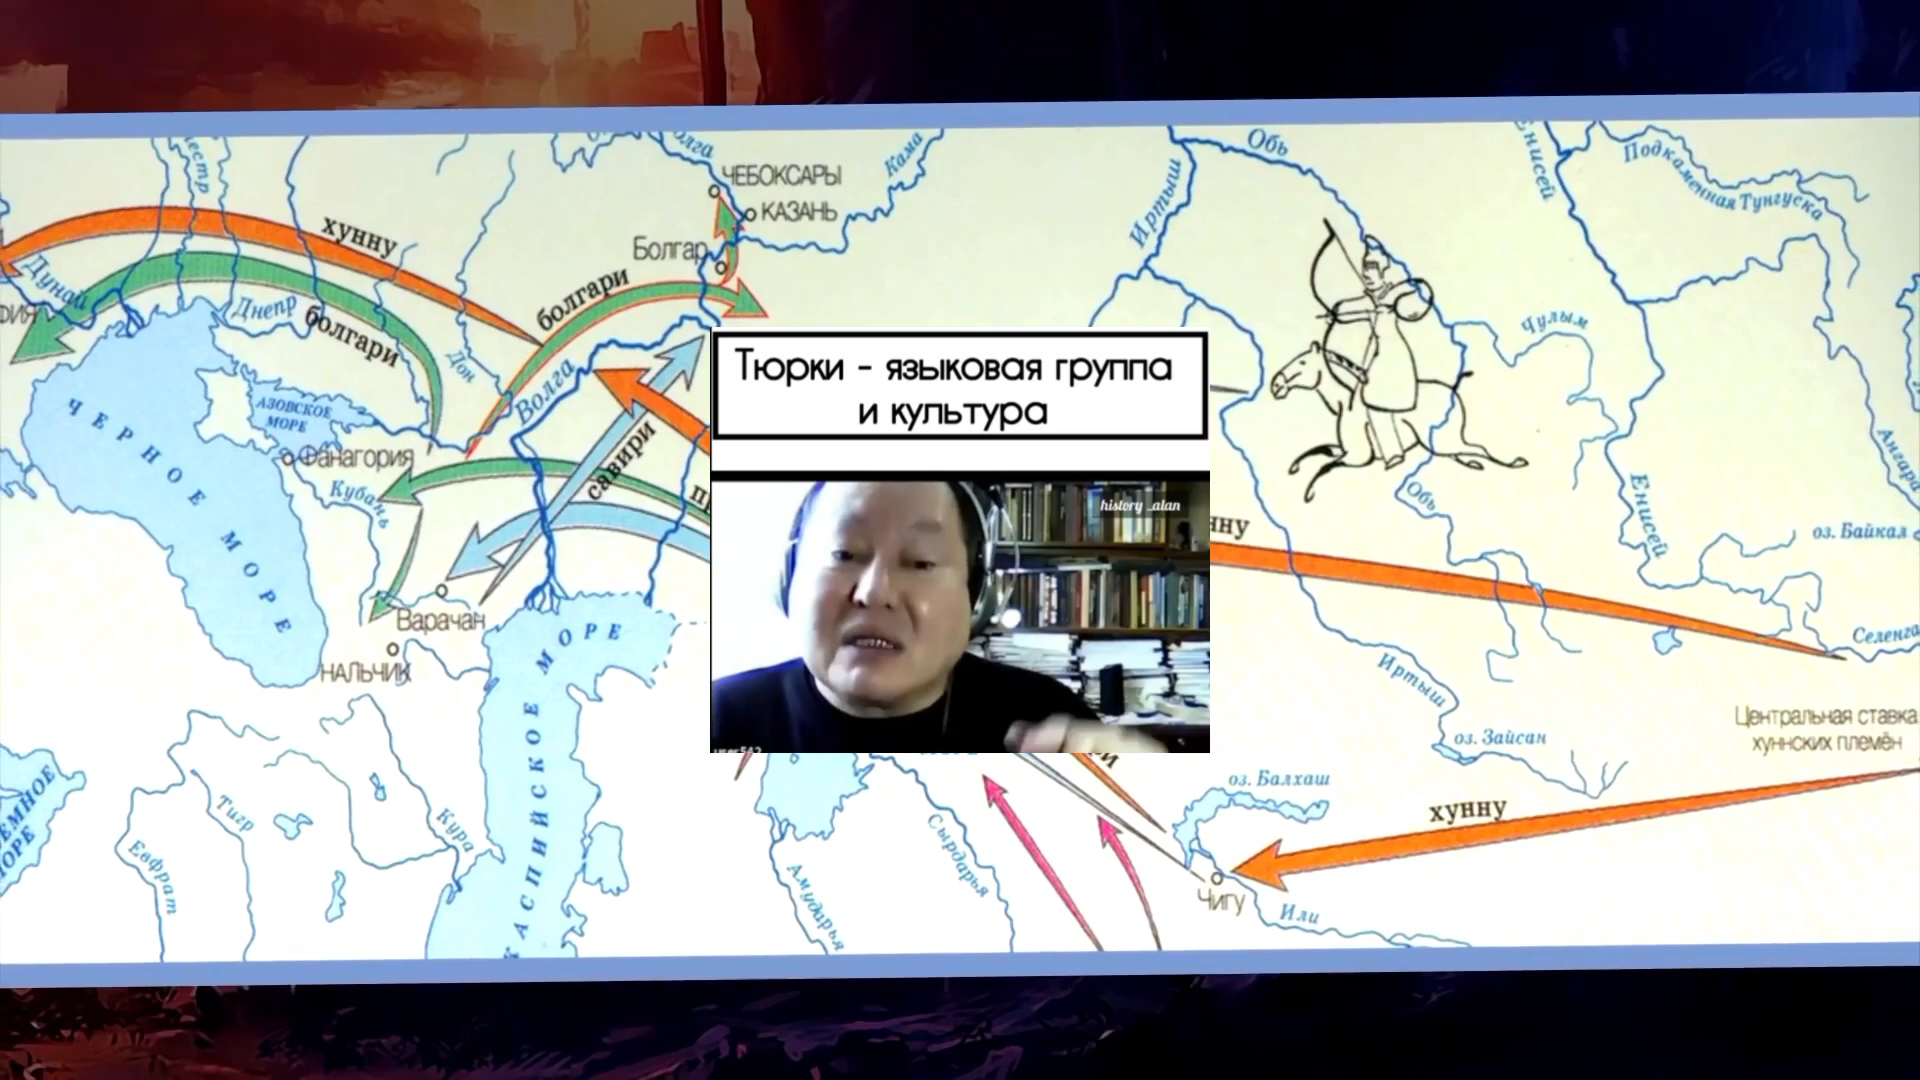 Волга
Кама
Обь
Енисей
Подкаменная Тунгуска
ЧЕБОКСАРЫ
КАЗАНЬ
Иртыш
Болгар
хунну
болгари
Дунай
Днепр
болгари
Дон
Волга
Чулым
АЗОВСКОЕ
МОРЕ
Фанагория
Кубань
савири
ЧЕРНОЕ МОРЕ
Тюрки - языковая группа
и культура
history_alan
Обь
Ангара
Енисей
оз. Байкал
Варачан
НАЛЬЧИК
КАСПИЙСКОЕ МОРЕ
Селенга
Иртыш
Центральная ставка
хуннских племён
оз. Зайсан
оз. Балхаш
хунну
Тигр
Кура
Евфрат
Сырдарья
Амударья
Чигу
Или